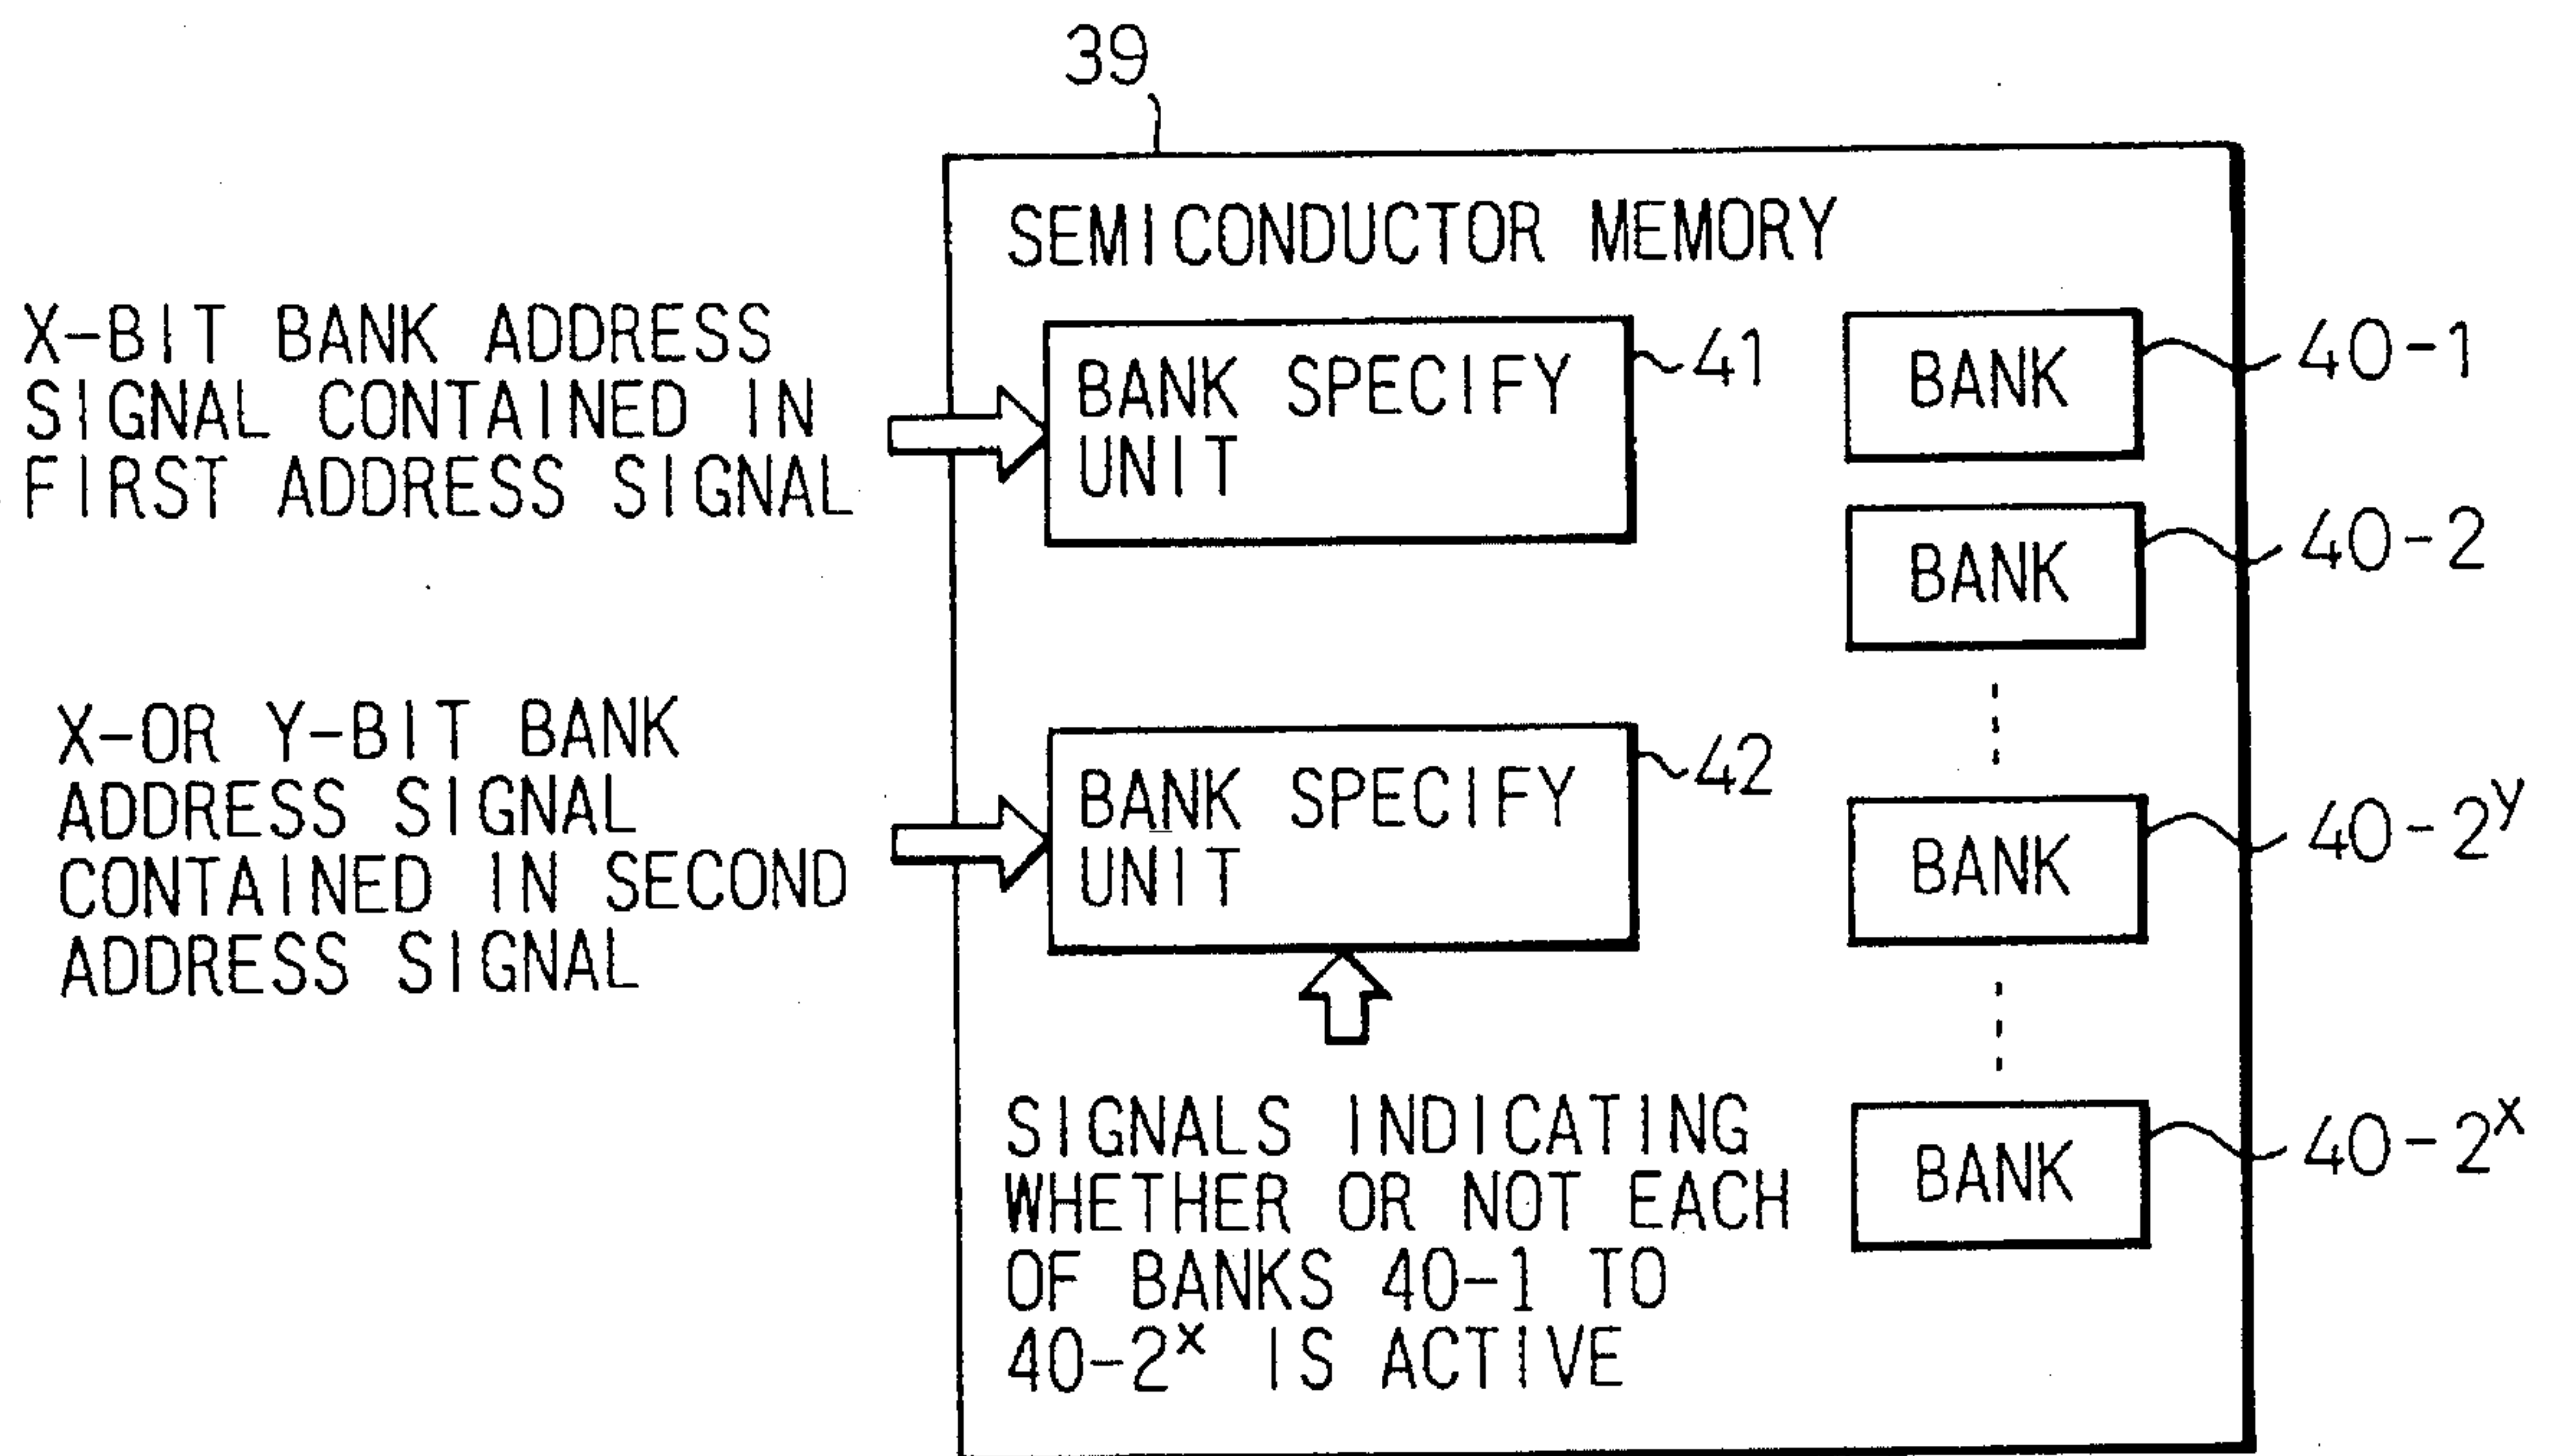 39
SEMICONDUCTOR MEMORY
X-BIT BANK ADDRESS
SIGNAL CONTAINED IN
FIRST ADDRESS SIGNAL
BANK SPECIFY
UNIT
41
BANK
40-1
BANK
40-2
X-OR Y-BIT BANK
ADDRESS SIGNAL
CONTAINED IN SECOND
ADDRESS SIGNAL
BANK SPECIFY
UNIT
42
BANK
40-2^y
SIGNALS INDICATING
WHETHER OR NOT EACH
OF BANKS 40-1 TO
40-2^x IS ACTIVE
BANK
40-2^x